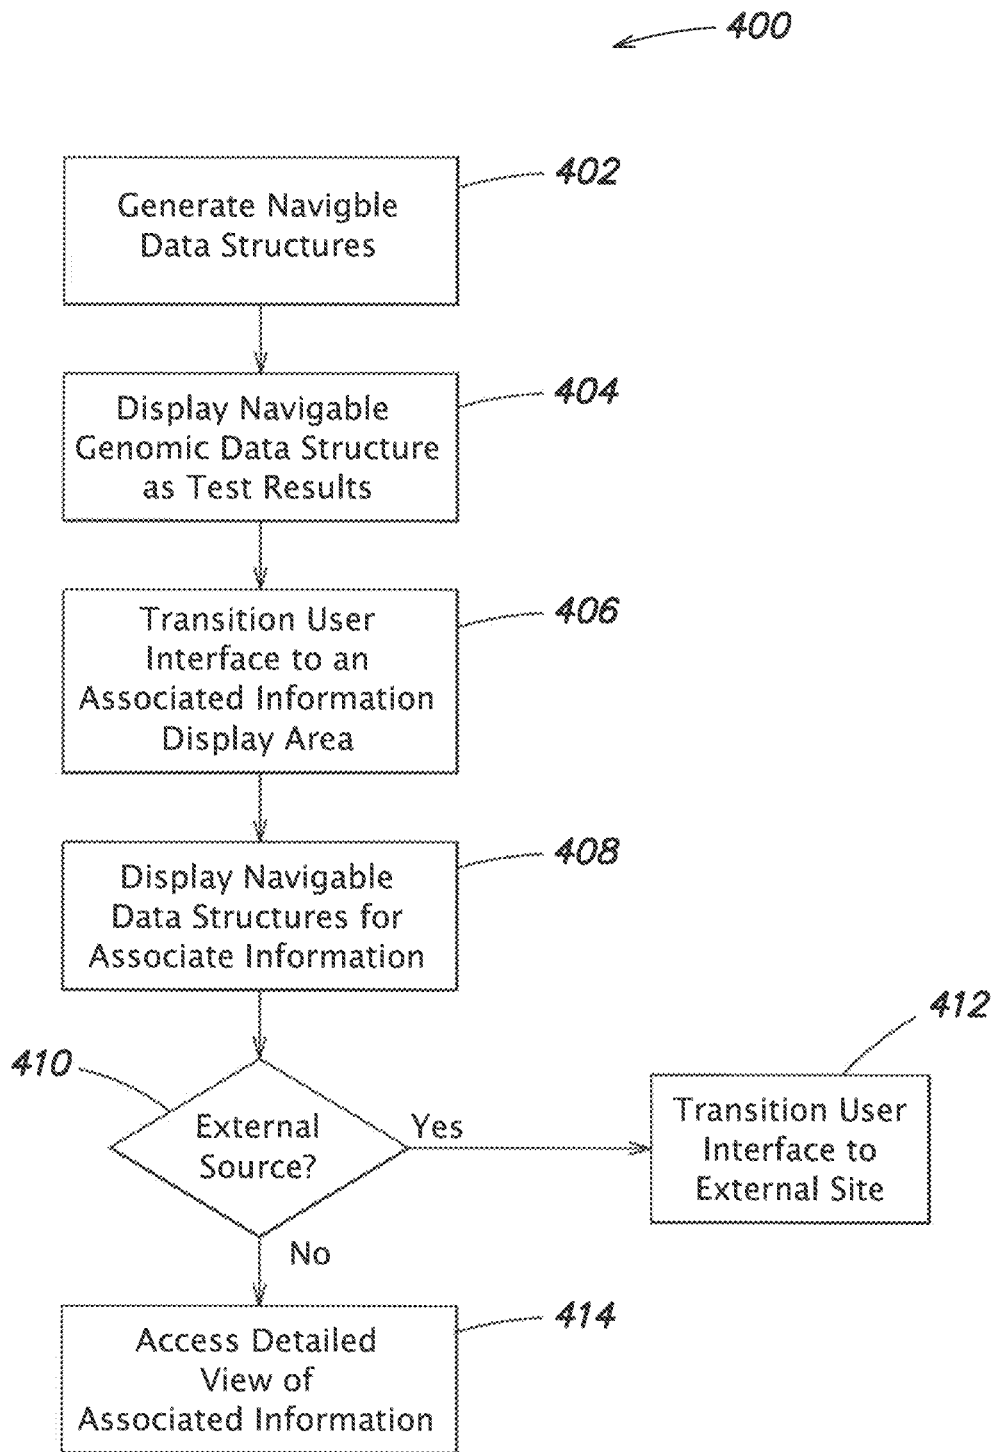 400
402
Generate Navigble
Data Structures
404
Display Navigable
Genomic Data Structure
as Test Results
406
Transition User
Interface to an
Associated Information
Display Area
408
Display Navigable
Data Structures for
Associate Information
410
External
Source?
Yes
412
Transition User
Interface to
External Site
No
414
Access Detailed
View of
Associated Information